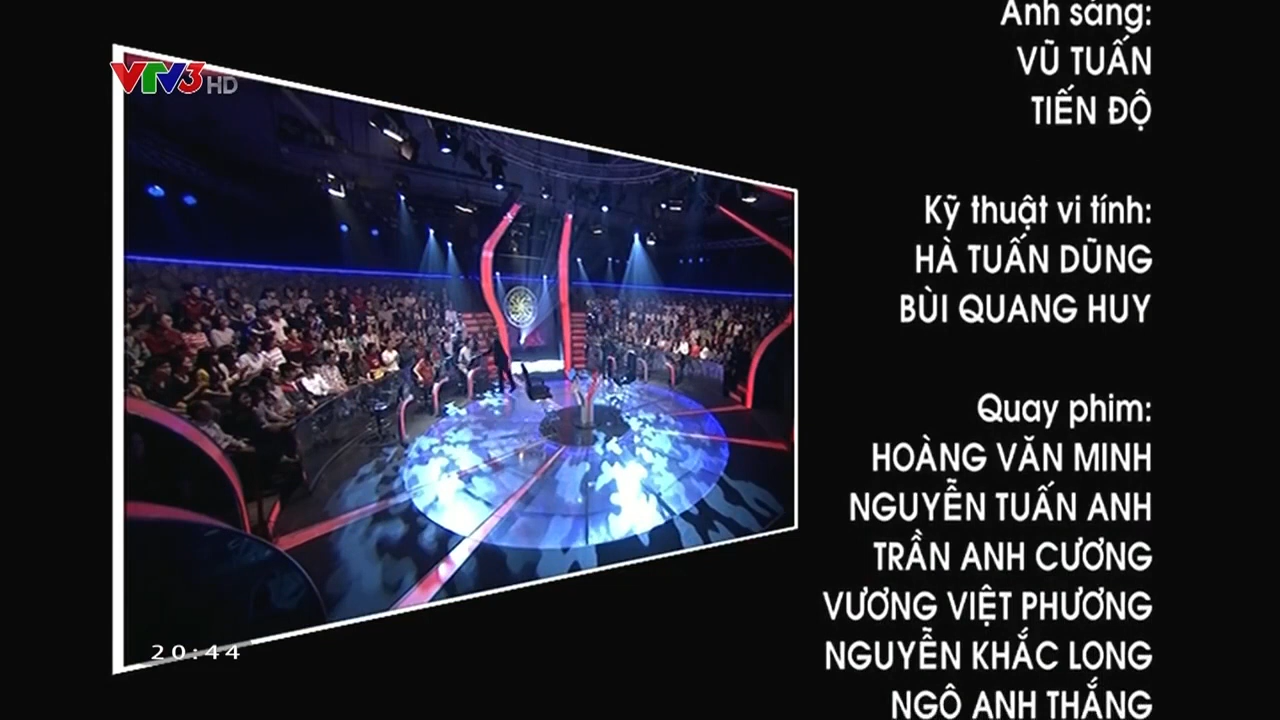 VTV3 HD
Ánh sáng:
VŨ TUẤN
TIẾN ĐỘ
Kỹ thuật vi tính:
HÀ TUẤN DŨNG
BÙI QUANG HUY
Quay phim:
HOÀNG VĂN MINH
NGUYỄN TUẤN ANH
TRẦN ANH CƯƠNG
VƯƠNG VIỆT PHƯƠNG
NGUYỄN KHẮC LONG
NGÔ ANH THẮNG
20:44